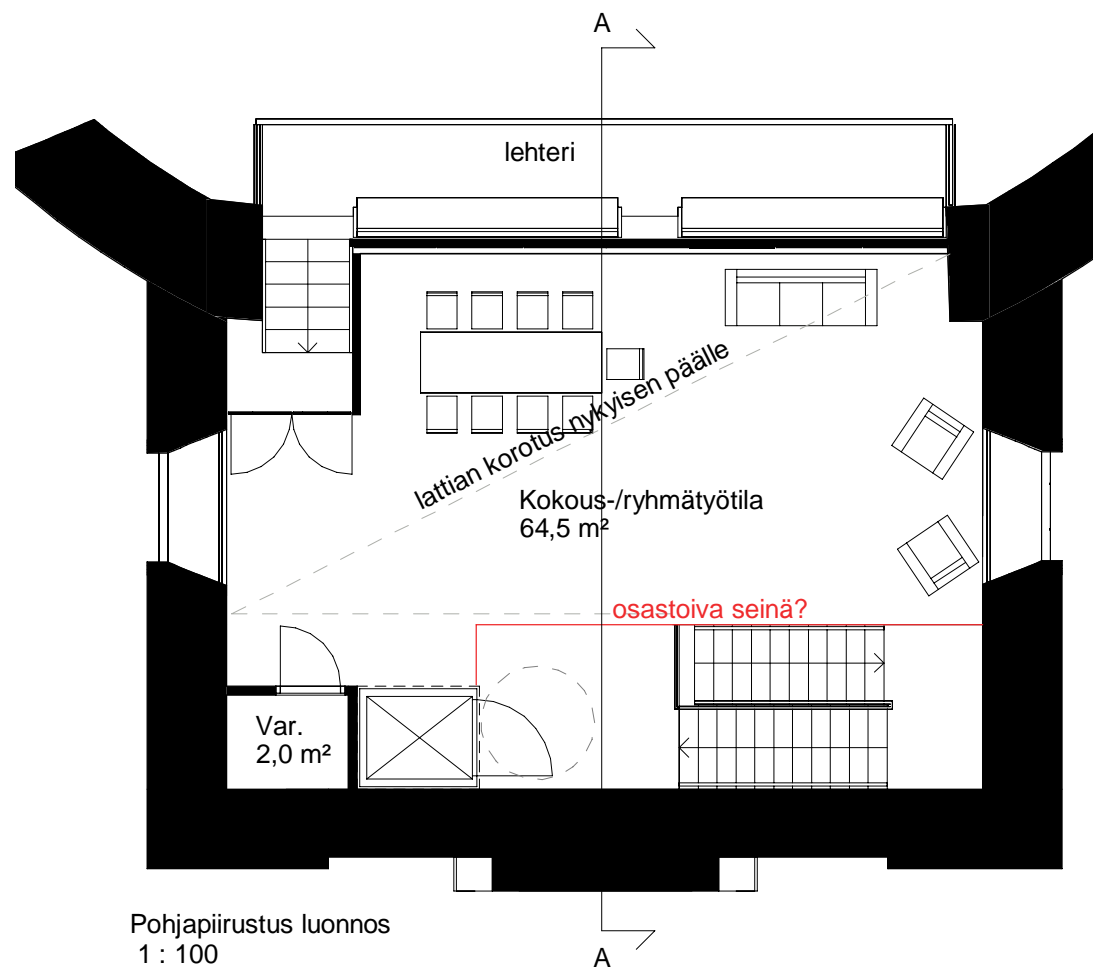 A
lehteri
lattian korotus nykyisen päälle
Kokous-/ryhmätyötila
64,5 m²
osastoiva seinä?
Var.
2,0 m²
Pohjapiirustus luonnos
1 : 100
A